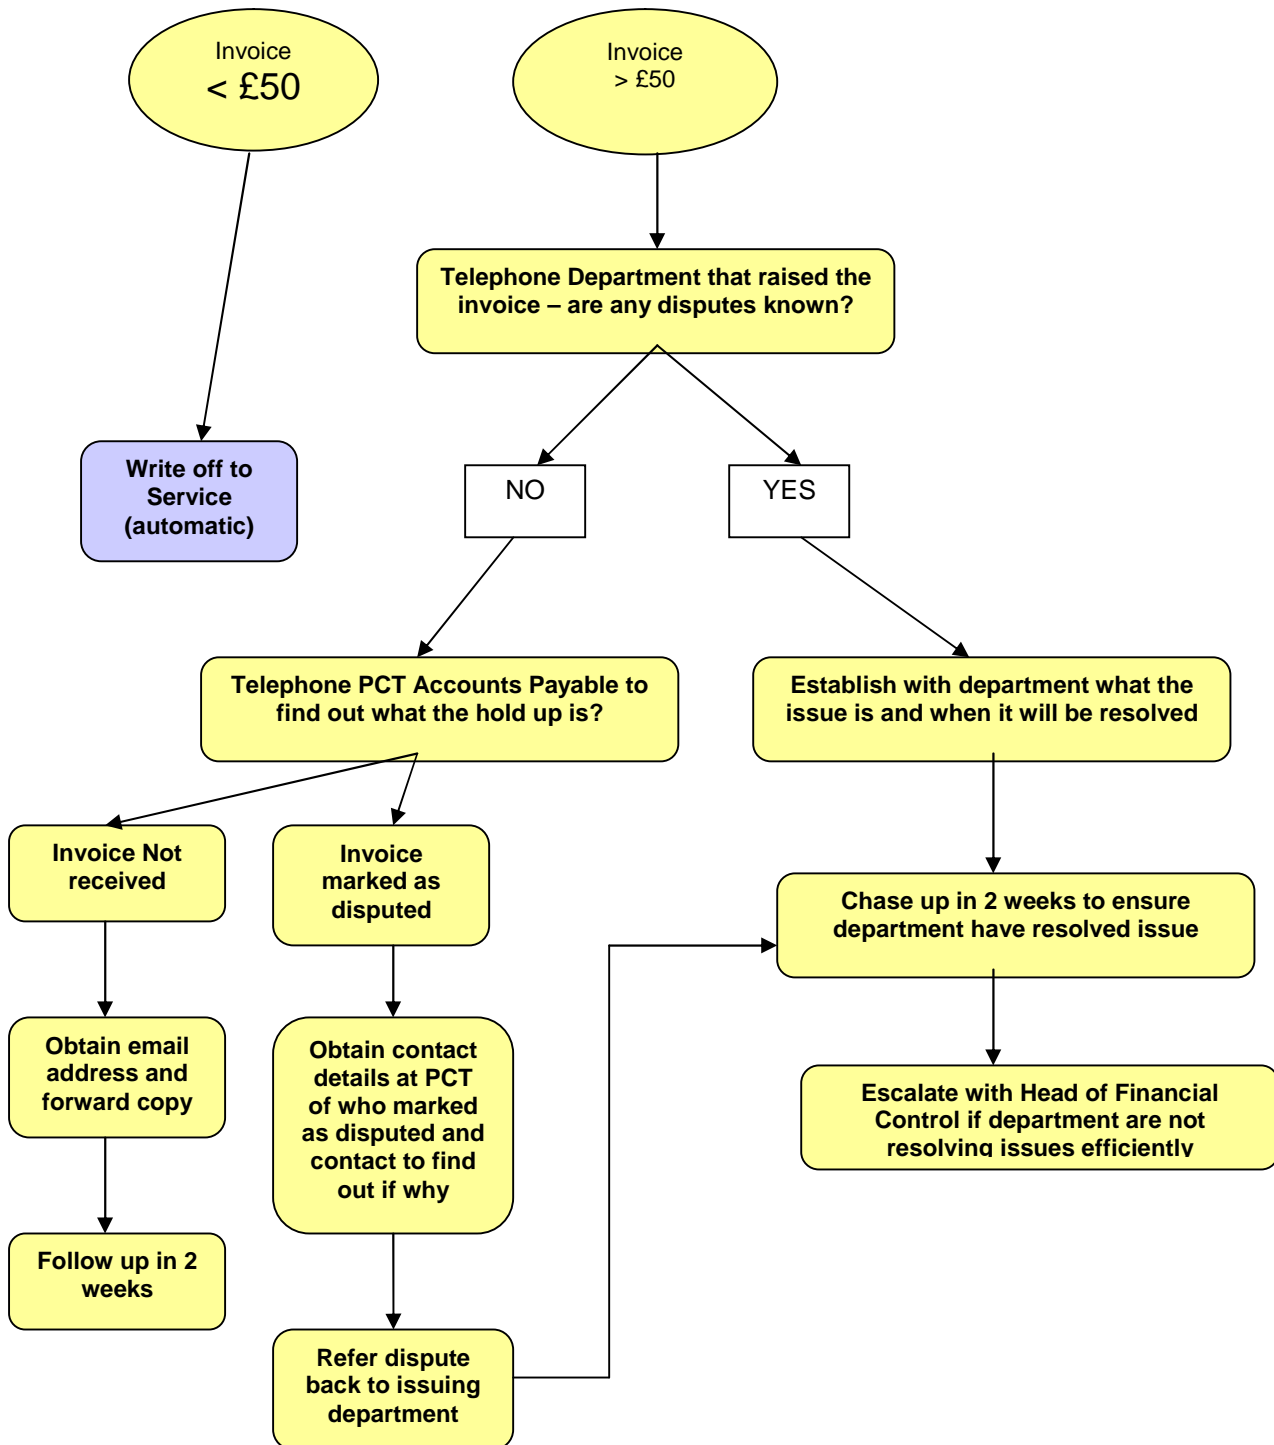 Invoice
< £50
Invoice
> £50
Telephone Department that raised the
invoice – are any disputes known?
Write off to
Service
(automatic)
NO
YES
Telephone PCT Accounts Payable to
find out what the hold up is?
Establish with department what the
issue is and when it will be resolved
Invoice Not
received
Invoice
marked as
disputed
Chase up in 2 weeks to ensure
department have resolved issue
Obtain email
address and
forward copy
Obtain contact
details at PCT
of who marked
as disputed and
contact to find
out if why
Escalate with Head of Financial
Control if department are not
resolving issues efficiently
Follow up in 2
weeks
Refer dispute
back to issuing
department